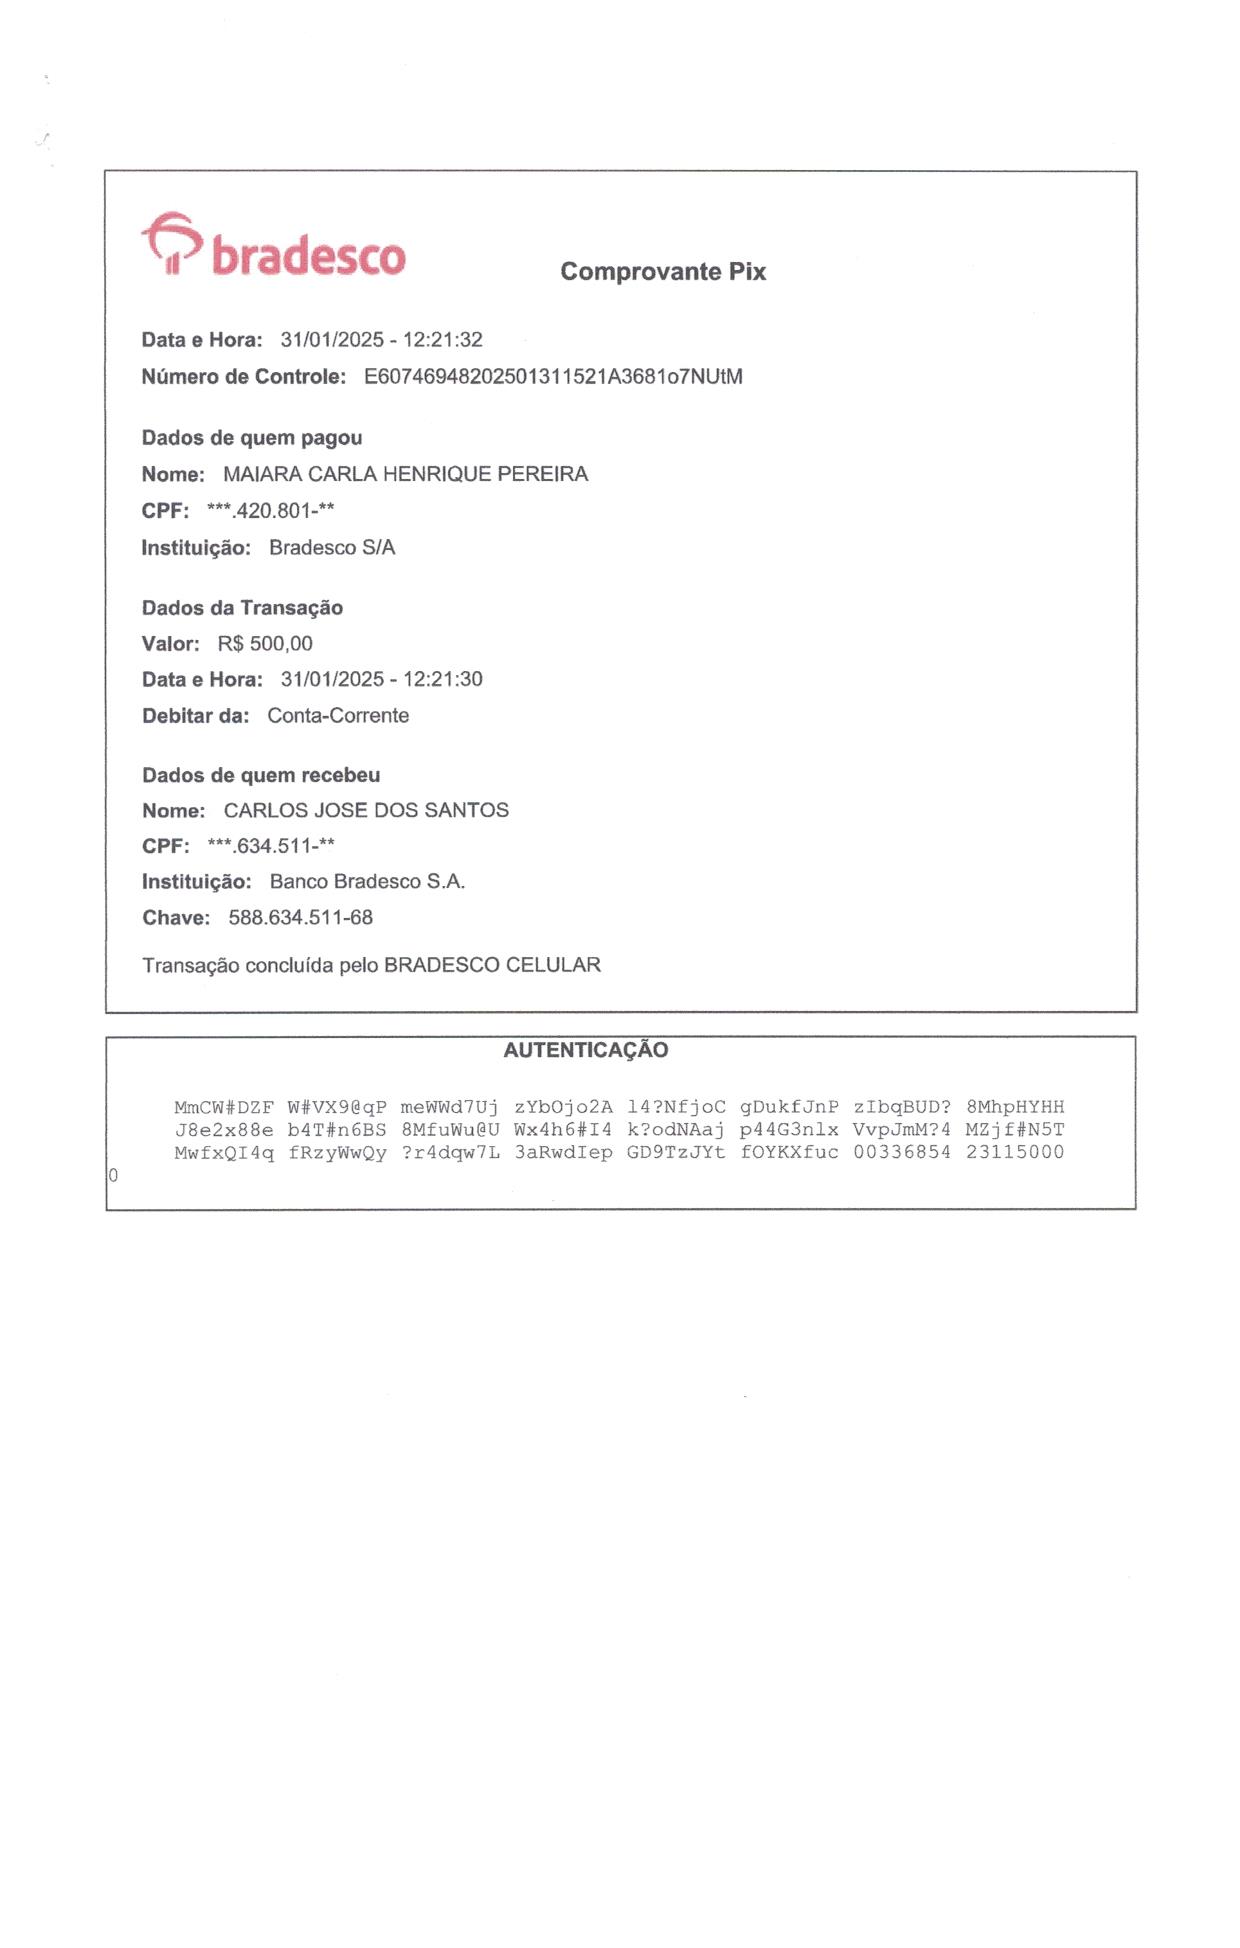 bradesco
Comprovante Pix
Data e Hora: 31/01/2025 - 12:21:32
Número de Controle: E60746948202501311521A3681o7NUtM
Dados de quem pagou
Nome: MAIARA CARLA HENRIQUE PEREIRA
CPF: ***.420.801-**
Instituição: Bradesco S/A
Dados da Transação
Valor: R$ 500,00
Data e Hora: 31/01/2025 - 12:21:30
Debitar da: Conta-Corrente
Dados de quem recebeu
Nome: CARLOS JOSE DOS SANTOS
CPF: ***.634.511-**
Instituição: Banco Bradesco S.A.
Chave: 588.634.511-68
Transação concluída pelo BRADESCO CELULAR
AUTENTICAÇÃO
MmCW#DZF W#VX9@qP meWWd7Uj zYbOjo2A l4?NfjoC gDukfJnP zIbqBUD? 8MhpHYHH
J8e2x88e b4T#n6BS 8MfuWu@U Wx4h6#I4 k?odNAaj p44G3nlx VvpJmM?4 MZjf#N5T
MwfxQI4q fRzyWwQy ?r4dqw7L 3aRwdIep GD9TzJYt fOYKXfuc 00336854 23115000
0